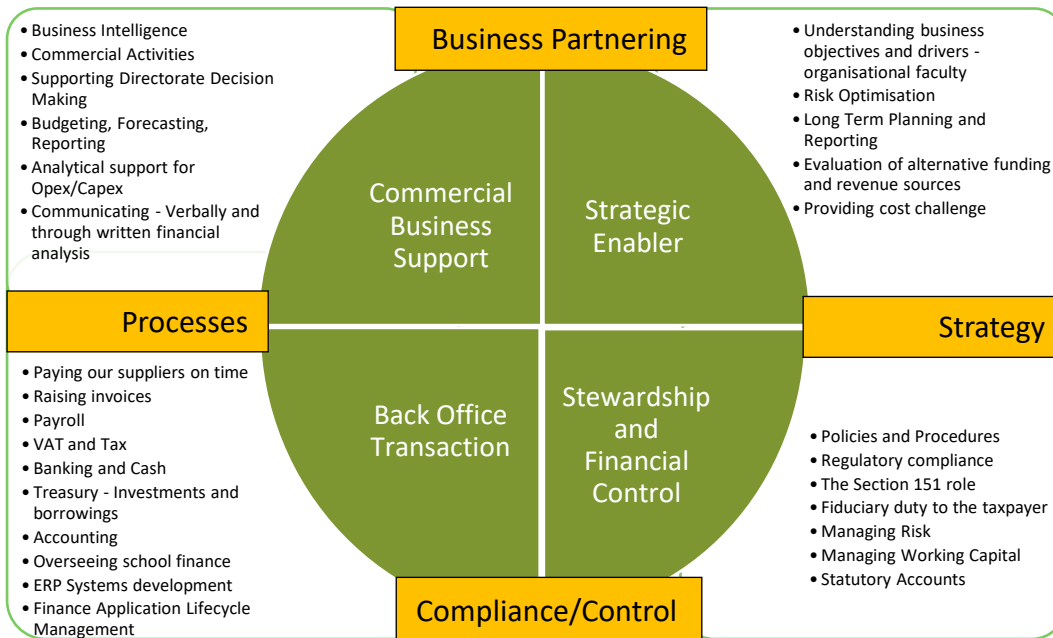 Business Partnering
• Business Intelligence
• Commercial Activities
• Supporting Directorate Decision
Making
• Budgeting, Forecasting,
Reporting
• Analytical support for
Opex/Capex
• Communicating - Verbally and
through written financial
analysis
• Understanding business
objectives and drivers -
organisational faculty
• Risk Optimisation
• Long Term Planning and
Reporting
• Evaluation of alternative funding
and revenue sources
• Providing cost challenge
Commercial
Business
Support
Strategic
Enabler
Processes
Strategy
• Paying our suppliers on time
• Raising invoices
• Payroll
• VAT and Tax
• Banking and Cash
• Treasury - Investments and
borrowings
• Accounting
• Overseeing school finance
• ERP Systems development
• Finance Application Lifecycle
Management
Back Office
Transaction
Stewardship
and
Financial
Control
• Policies and Procedures
• Regulatory compliance
• The Section 151 role
• Fiduciary duty to the taxpayer
• Managing Risk
• Managing Working Capital
• Statutory Accounts
Compliance/Control